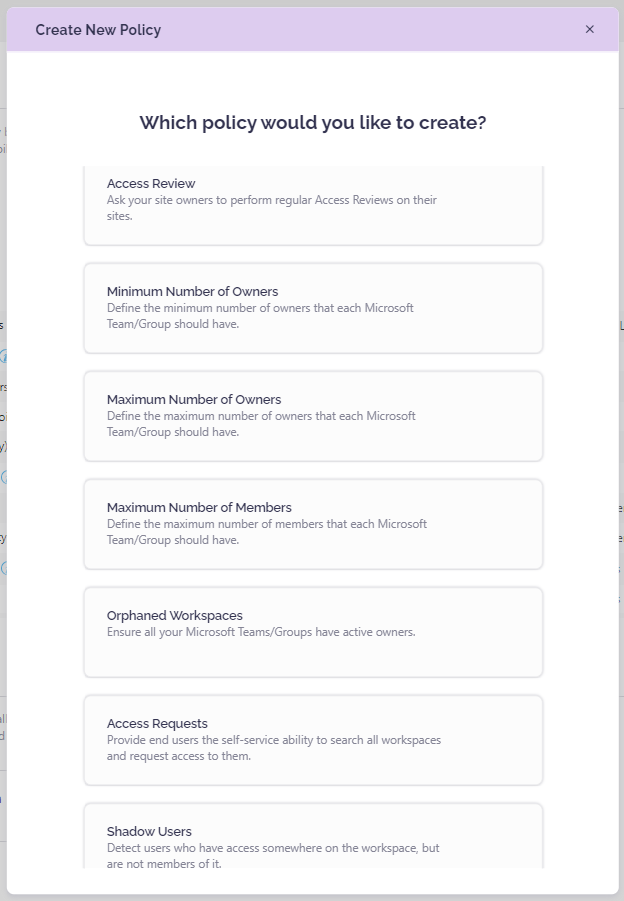 Create New Policy
Which policy would you like to create?
Access Review
Ask your site owners to perform regular Access Reviews on their
sites.
Minimum Number of Owners
Define the minimum number of owners that each Microsoft
Team/Group should have.
Maximum Number of Owners
Define the maximum number of owners that each Microsoft
Team/Group should have.
Maximum Number of Members
Define the maximum number of members that each Microsoft
Team/Group should have.
Orphaned Workspaces
Ensure all your Microsoft Teams/Groups have active owners.
Access Requests
Provide end users the self-service ability to search all workspaces
and request access to them.
Shadow Users
Detect users who have access somewhere on the workspace, but
are not members of it.